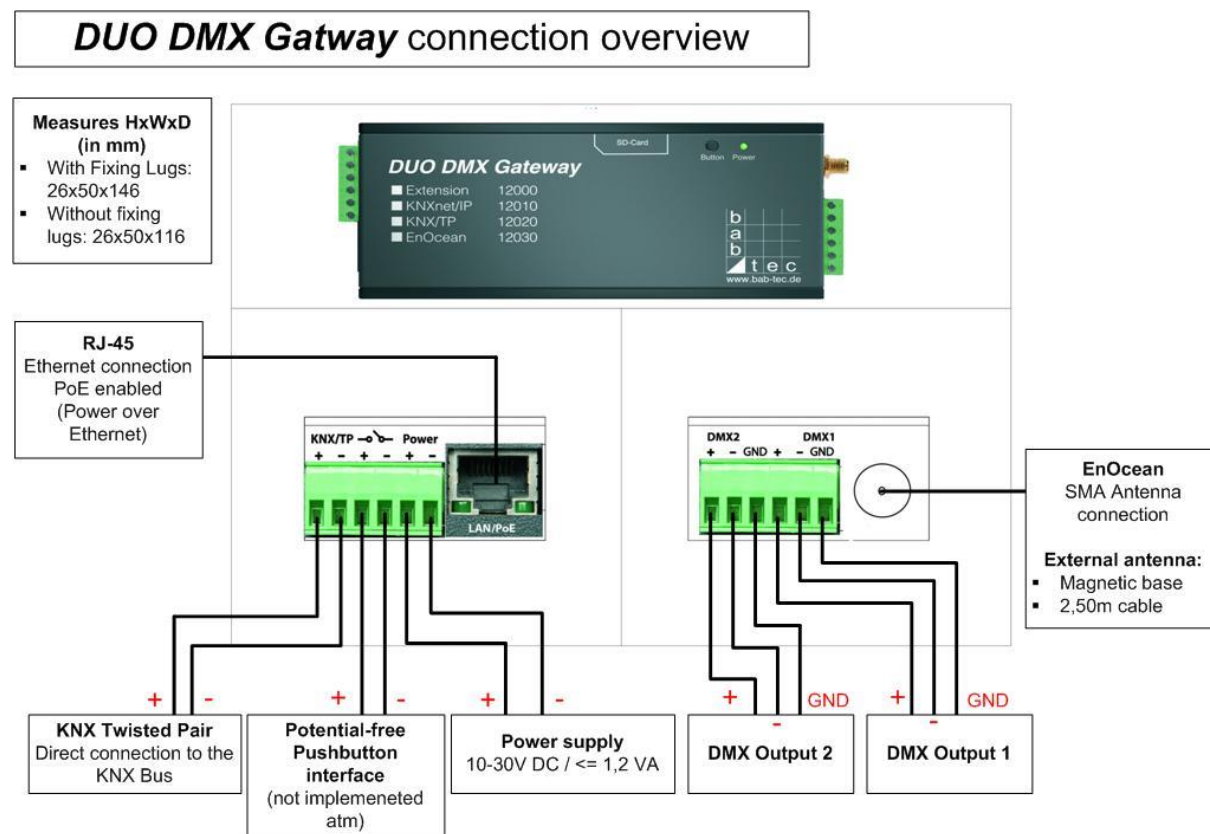 DUO DMX Gatway connection overview
Measures HxWxD
(in mm)
▪ With Fixing Lugs:
26x50x146
▪ Without fixing
lugs: 26x50x116
SD-Card
Button Power
DUO DMX Gateway
Extension 12000
KNXnet/IP 12010
KNX/TP 12020
EnOcean 12030
b
a
b
t e c
www.bab-tec.de
RJ-45
Ethernet connection
PoE enabled
(Power over
Ethernet)
KNX/TP Power
+ - + - + -
LAN/PoE
DMX2 DMX1
+ - GND + - GND
EnOcean
SMA Antenna
connection
External antenna:
▪ Magnetic base
▪ 2,50m cable
+ - + - + - + - GND + - GND
KNX Twisted Pair
Direct connection to the
KNX Bus
Potential-free
Pushbutton
interface
(not implemeneted
atm)
Power supply
10-30V DC / <= 1,2 VA
DMX Output 2
DMX Output 1